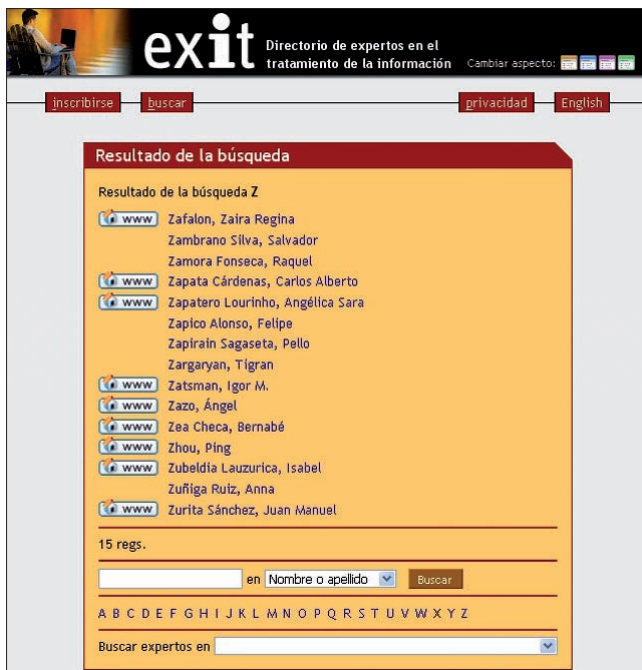 exit
Directorio de expertos en el
tratamiento de la información
Cambiar aspecto:
inscribirse buscar privacidad English
Resultado de la búsqueda
Resultado de la búsqueda Z
www Zafalon, Zaira Regina
Zambrano Silva, Salvador
Zamora Fonseca, Raquel
www Zapata Cárdenas, Carlos Alberto
www Zapatero Lourinho, Angélica Sara
Zapico Alonso, Felipe
Zapirain Sagaseta, Pello
Zargaryan, Tigran
www Zatsman, Igor M.
www Zazo, Ángel
www Zea Checa, Bernabé
www Zhou, Ping
www Zubeldia Lauzurica, Isabel
Zuñiga Ruiz, Anna
www Zurita Sánchez, Juan Manuel
15 regs.
en Nombre o apellido Buscar
A B C D E F G H I J K L M N O P Q R S T U V W X Y Z
Buscar expertos en